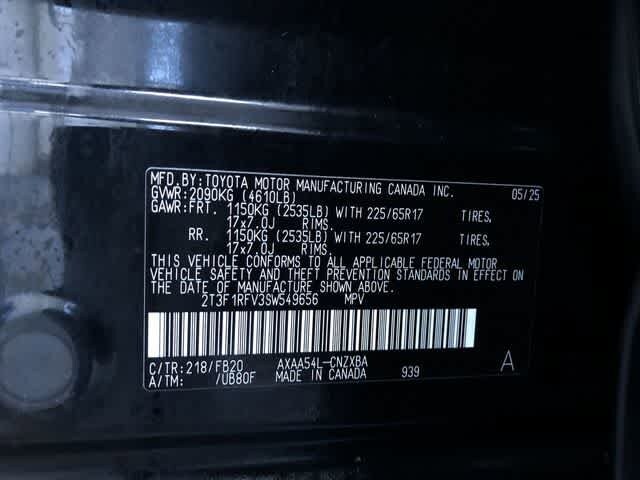 MFD.BY:TOYOTA MOTOR MANUFACTURING CANADA INC. 05/25
GVWR:2090KG (4610LB)
GAWR:FRT. 1150KG (2535LB) WITH 225/65R17 TIRES,
17x7.0J RIMS.
RR. 1150KG (2535LB) WITH 225/65R17 TIRES,
17x7.0J RIMS.
THIS VEHICLE CONFORMS TO ALL APPLICABLE FEDERAL MOTOR
VEHICLE SAFETY AND THEFT PREVENTION STANDARDS IN EFFECT ON
THE DATE OF MANUFACTURE SHOWN ABOVE.
2T3F1RFV3SW549656 MPV
C/TR:218/FB20 AXAA54L-CNZXBA
A/TM: /UB80F MADE IN CANADA 939 A